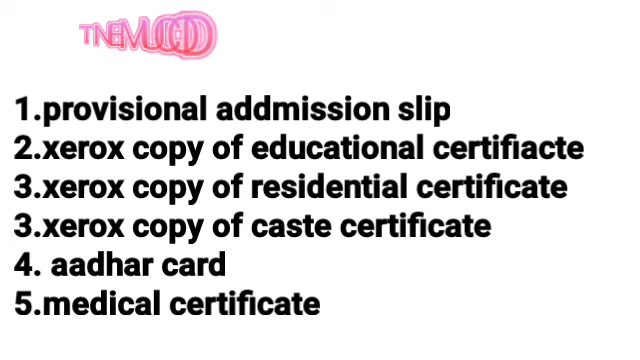 TNEMUCOD
1.provisional addmission slip
2.xerox copy of educational certifiacte
3.xerox copy of residential certificate
3.xerox copy of caste certificate
4. aadhar card
5.medical certificate